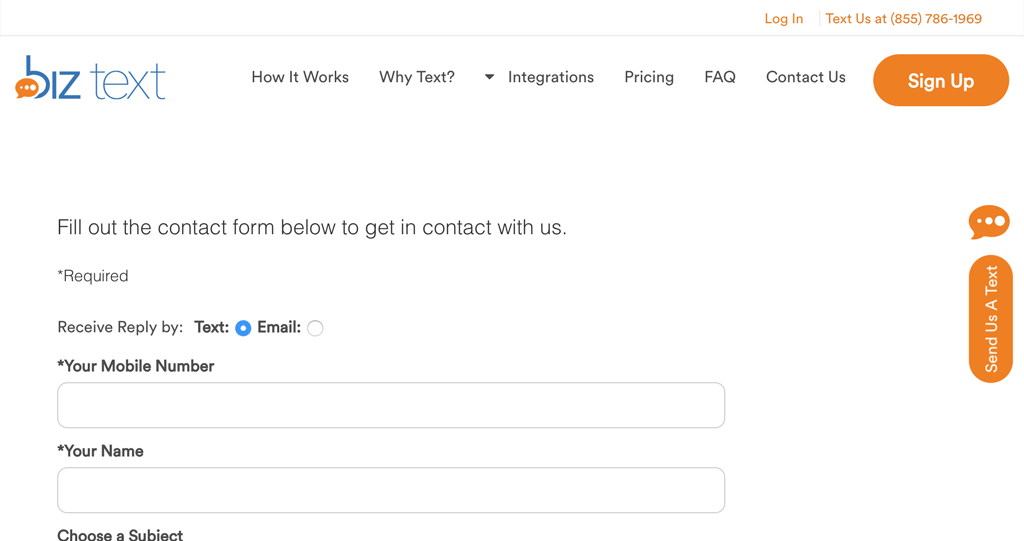 Log In Text Us at (855) 786-1969
biz text
How It Works Why Text? Integrations Pricing FAQ Contact Us Sign Up
Fill out the contact form below to get in contact with us.
*Required
Receive Reply by: Text: Email:
*Your Mobile Number
*Your Name
Choose a Subject
Send Us A Text